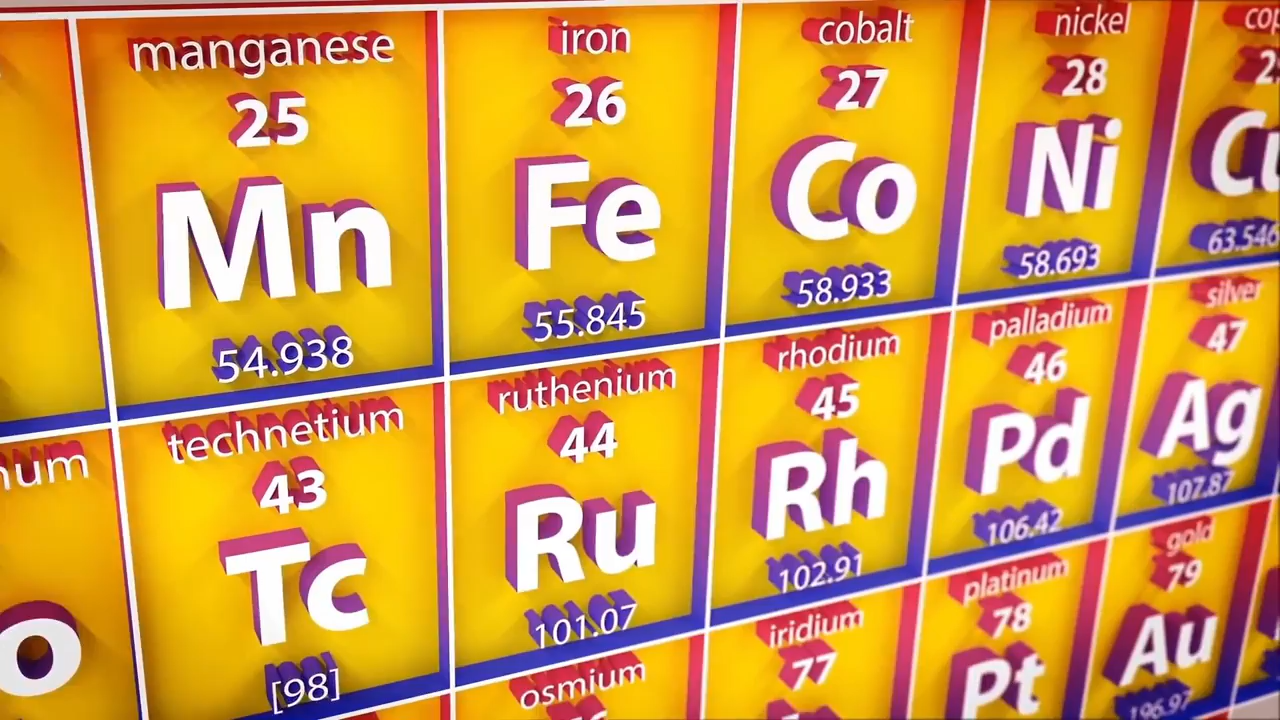 manganese
25
Mn
54.938
iron
26
Fe
55.845
cobalt
27
Co
58.933
nickel
28
Ni
58.693
63.546
technetium
43
Tc
[98]
ruthenium
44
Ru
101.07
rhodium
45
Rh
102.91
palladium
46
Pd
106.42
silver
47
Ag
107.87
osmium
iridium
77
platinum
78
Pt
gold
79
Au
196.97